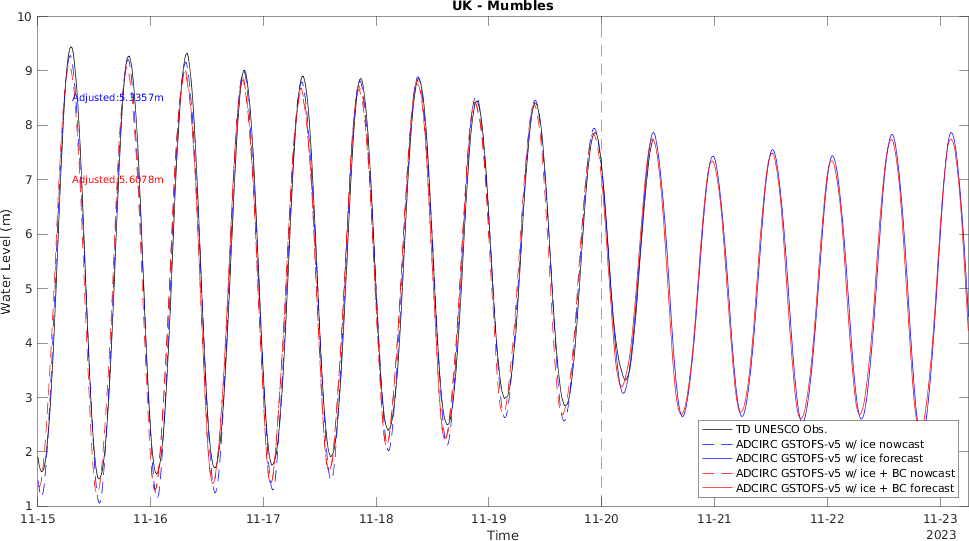 UK - Mumbles
10
9
8
7
6
5
4
3
2
1
Water Level (m)
Adjusted:5.3357m
Adjusted:5.6078m
TD UNESCO Obs.
ADCIRC GSTOFS-v5 w/ ice nowcast
ADCIRC GSTOFS-v5 w/ ice forecast
ADCIRC GSTOFS-v5 w/ ice + BC nowcast
ADCIRC GSTOFS-v5 w/ ice + BC forecast
11-15 11-16 11-17 11-18 11-19 11-20 11-21 11-22 11-23
Time
2023